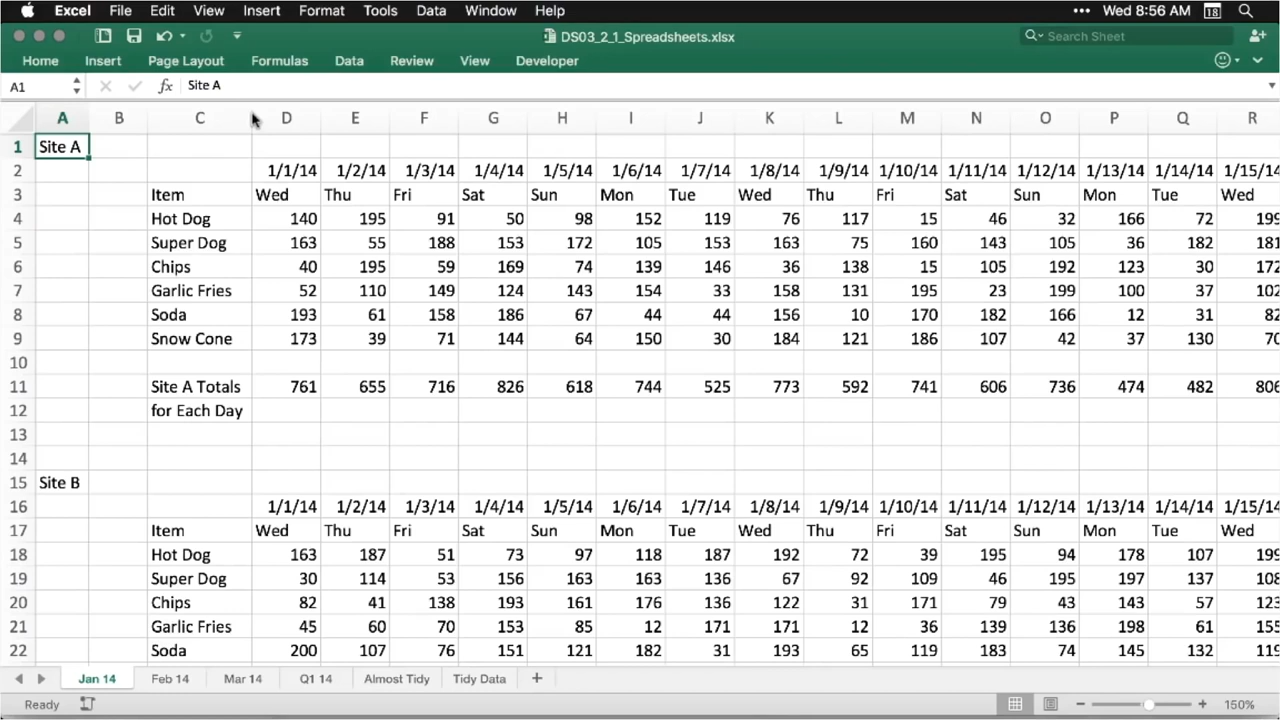 Excel File Edit View Insert Format Tools Data Window Help ••• Wed 8:56 AM 18
DS03_2_1_Spreadsheets.xlsx Search Sheet
Home Insert Page Layout Formulas Data Review View Developer
A1 fx Site A
A B C D E F G H I J K L M N O P Q R
1 Site A
2 1/1/14 1/2/14 1/3/14 1/4/14 1/5/14 1/6/14 1/7/14 1/8/14 1/9/14 1/10/14 1/11/14 1/12/14 1/13/14 1/14/14 1/15/14
3 Item Wed Thu Fri Sat Sun Mon Tue Wed Thu Fri Sat Sun Mon Tue Wed
4 Hot Dog 140 195 91 50 98 152 119 76 117 15 46 32 166 72 199
5 Super Dog 163 55 188 153 172 105 153 163 75 160 143 105 36 182 181
6 Chips 40 195 59 169 74 139 146 36 138 15 105 192 123 30 172
7 Garlic Fries 52 110 149 124 143 154 33 158 131 195 23 199 100 37 102
8 Soda 193 61 158 186 67 44 44 156 10 170 182 166 12 31 82
9 Snow Cone 173 39 71 144 64 150 30 184 121 186 107 42 37 130 70
10
11 Site A Totals 761 655 716 826 618 744 525 773 592 741 606 736 474 482 806
12 for Each Day
13
14
15 Site B
16 1/1/14 1/2/14 1/3/14 1/4/14 1/5/14 1/6/14 1/7/14 1/8/14 1/9/14 1/10/14 1/11/14 1/12/14 1/13/14 1/14/14 1/15/14
17 Item Wed Thu Fri Sat Sun Mon Tue Wed Thu Fri Sat Sun Mon Tue Wed
18 Hot Dog 163 187 51 73 97 118 187 192 72 39 195 94 178 107 199
19 Super Dog 30 114 53 156 163 163 136 67 92 109 46 195 197 137 108
20 Chips 82 41 138 193 161 176 136 122 31 171 79 43 143 57 123
21 Garlic Fries 45 60 70 153 85 12 171 171 12 36 139 136 198 61 155
22 Soda 200 107 76 151 121 182 31 193 65 119 183 74 145 132 119
Jan 14 Feb 14 Mar 14 Q1 14 Almost Tidy Tidy Data +
Ready 150%